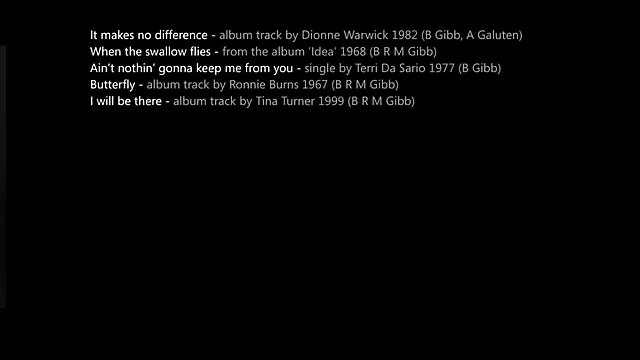 It makes no difference - album track by Dionne Warwick 1982 (B Gibb, A Galuten)
When the swallow flies - from the album 'Idea' 1968 (B R M Gibb)
Ain't nothin' gonna keep me from you - single by Terri Da Sario 1977 (B Gibb)
Butterfly - album track by Ronnie Burns 1967 (B R M Gibb)
I will be there - album track by Tina Turner 1999 (B R M Gibb)